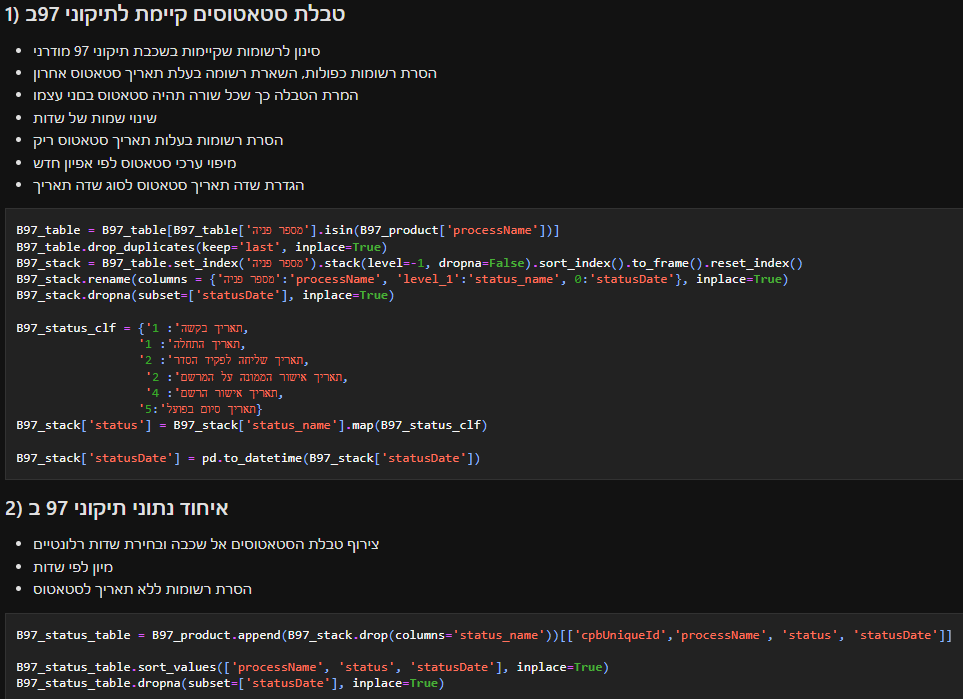 1) טבלת סטאטוסים קיימת לתיקוני 97ב
• סינון לרשומות שקיימות בשכבת תיקוני 97 מודרני
• הסרת רשומות כפולות, השארת רשומה בעלת תאריך סטאטוס אחרון
• המרת הטבלה כך שכל שורה תהיה סטאטוס בםני עצמו
• שינוי שמות של שדות
• הסרת רשומות בעלות תאריך סטאטוס ריק
• מיפוי ערכי סטאטוס לפי אפיון חדש
• הגדרת שדה תאריך סטאטוס לסוג שדה תאריך
B97_table = B97_table[B97_table['מספר פניה'].isin(B97_product['processName'])]
B97_table.drop_duplicates(keep='last', inplace=True)
B97_stack = B97_table.set_index('מספר פניה').stack(level=-1, dropna=False).sort_index().to_frame().reset_index()
B97_stack.rename(columns = {'מספר פניה':'processName', 'level_1':'status_name', 0:'statusDate'}, inplace=True)
B97_stack.dropna(subset=['statusDate'], inplace=True)
B97_status_clf = {'תאריך בקשה': 1,
'תאריך התחלה': 1,
'תאריך שליחה לפקיד הסדר': 2,
'תאריך אישור הממונה על המרשם': 2,
'תאריך אישור הרשם': 4,
'תאריך סיום בפועל':5}
B97_stack['status'] = B97_stack['status_name'].map(B97_status_clf)
B97_stack['statusDate'] = pd.to_datetime(B97_stack['statusDate'])
2) איחוד נתוני תיקוני 97 ב
• צירוף טבלת הסטאטוסים אל שכבה ובחירת שדות רלונטיים
• מיון לפי שדות
• הסרת רשומות ללא תאריך לסטאטוס
B97_status_table = B97_product.append(B97_stack.drop(columns='status_name'))[['cpbUniqueId','processName', 'status', 'statusDate']]
B97_status_table.sort_values(['processName', 'status', 'statusDate'], inplace=True)
B97_status_table.dropna(subset=['statusDate'], inplace=True)